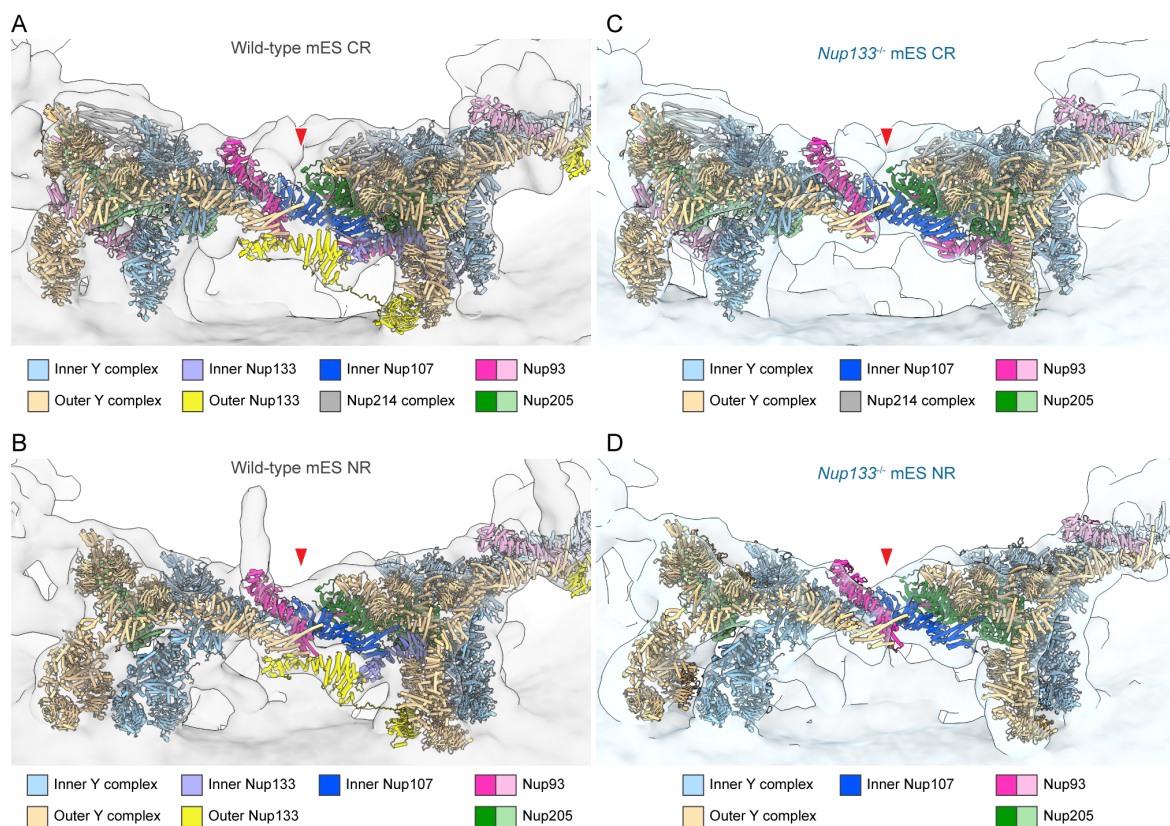 A
Wild-type mES CR
Inner Y complex
Inner Nup133
Inner Nup107
Nup93
Outer Y complex
Outer Nup133
Nup214 complex
Nup205
B
Wild-type mES NR
Inner Y complex
Inner Nup133
Inner Nup107
Nup93
Outer Y complex
Outer Nup133
Nup205
C
Nup133-/- mES CR
Inner Y complex
Inner Nup107
Nup93
Outer Y complex
Nup214 complex
Nup205
D
Nup133-/- mES NR
Inner Y complex
Inner Nup107
Nup93
Outer Y complex
Nup205